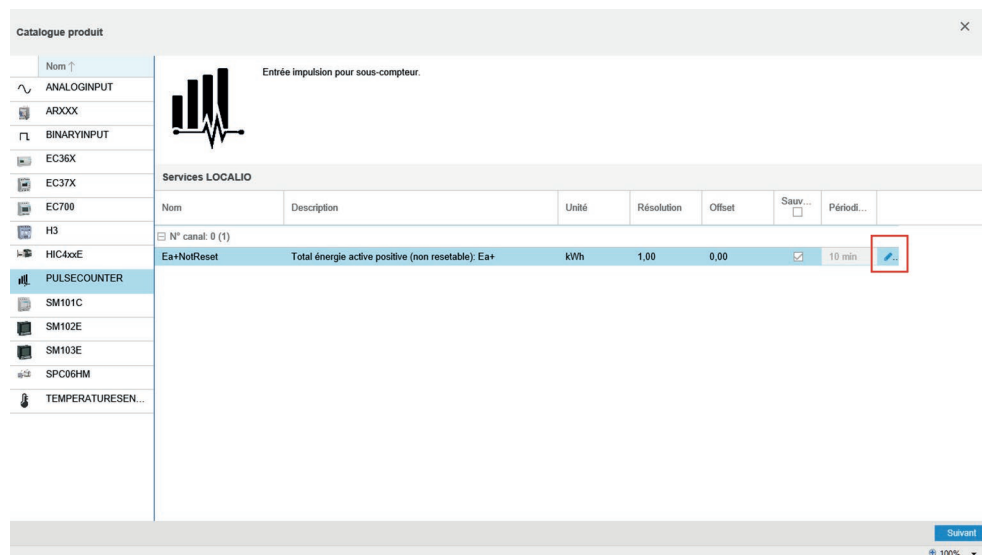 Catalogue produit
Nom
ANALOGINPUT
ARXXX
BINARYINPUT
EC36X
EC37X
EC700
H3
HIC4xxE
PULSECOUNTER
SM101C
SM102E
SM103E
SPC06HM
TEMPERATURESEN...
Entrée impulsion pour sous-compteur.
Services LOCALIO
Nom Description Unité Résolution Offset Sauv... Périodi...
N° canal: 0 (1)
Ea+NotReset Total énergie active positive (non resetable): Ea+ kWh 1,00 0,00 10 min ..
Suivant
100%